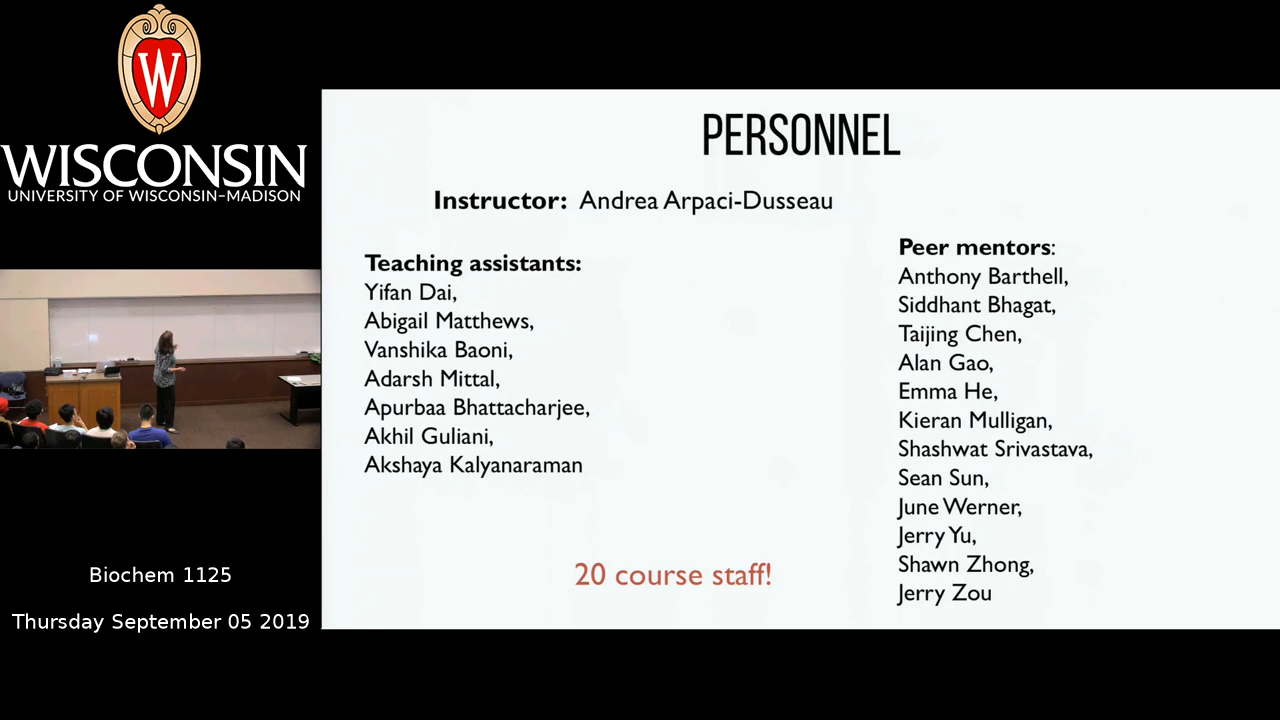 W
WISCONSIN
UNIVERSITY OF WISCONSIN-MADISON
Biochem 1125
Thursday September 05 2019
PERSONNEL
Instructor: Andrea Arpaci-Dusseau
Teaching assistants:
Yifan Dai,
Abigail Matthews,
Vanshika Baoni,
Adarsh Mittal,
Apurbaa Bhattacharjee,
Akhil Guliani,
Akshaya Kalyanaraman
20 course staff!
Peer mentors:
Anthony Barthell,
Siddhant Bhagat,
Taijing Chen,
Alan Gao,
Emma He,
Kieran Mulligan,
Shashwat Srivastava,
Sean Sun,
June Werner,
Jerry Yu,
Shawn Zhong,
Jerry Zou